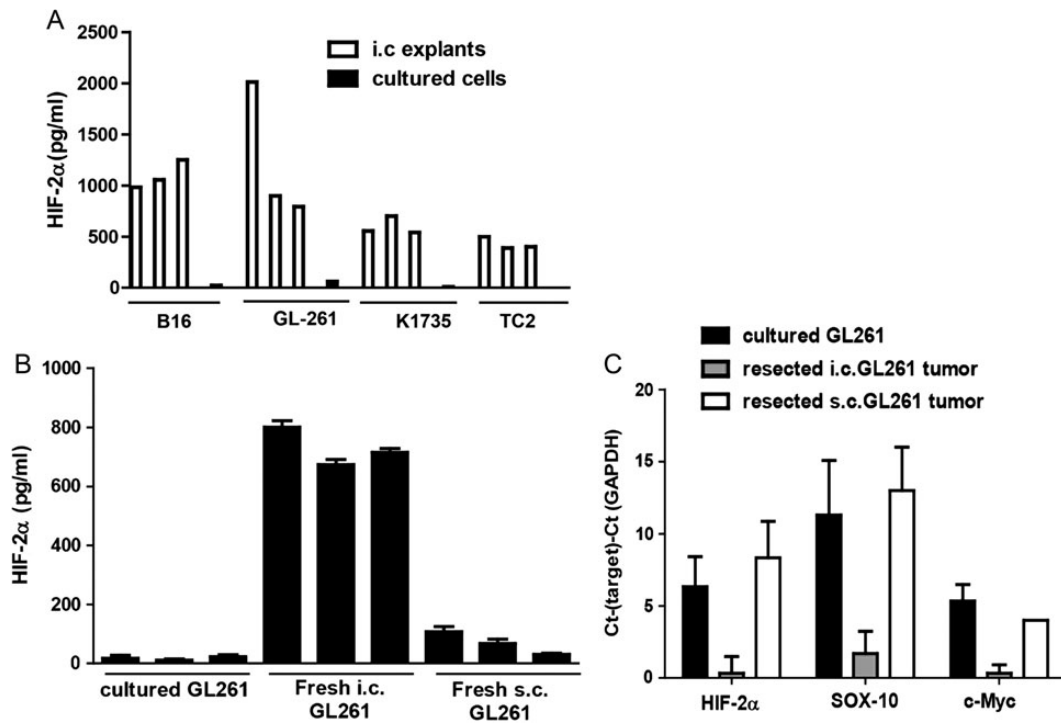 A
2500
2000
1500
1000
500
0
HIF-2α (pg/ml)
i.c explants
cultured cells
B16 GL-261 K1735 TC2
B
1000
800
600
400
200
0
HIF-2α (pg/ml)
cultured GL261 Fresh i.c. Fresh s.c.
GL261 GL261
cultured GL261
resected i.c.GL261 tumor
resected s.c.GL261 tumor
C
20
15
10
5
0
Ct-(target)-Ct (GAPDH)
HIF-2α SOX-10 c-Myc